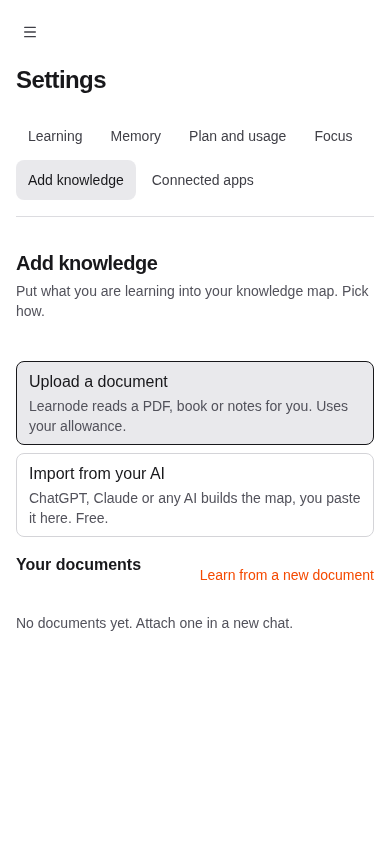 Settings
Learning Memory Plan and usage Focus
Add knowledge Connected apps
Add knowledge
Put what you are learning into your knowledge map. Pick
how.
Upload a document
Learnode reads a PDF, book or notes for you. Uses
your allowance.
Import from your AI
ChatGPT, Claude or any AI builds the map, you paste
it here. Free.
Your documents
Learn from a new document
No documents yet. Attach one in a new chat.